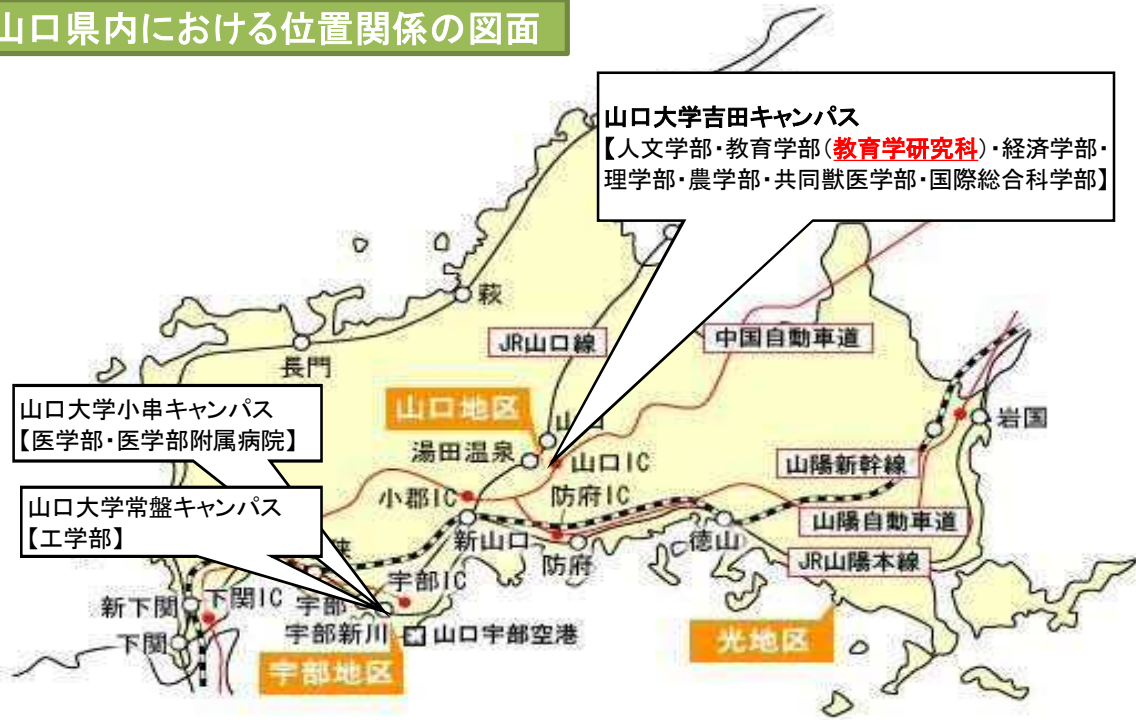 山口県内における位置関係の図面
山口大学吉田キャンパス
【人文学部・教育学部（教育学研究科）・経済学部・
理学部・農学部・共同獣医学部・国際総合科学部】
萩
JR山口線
中国自動車道
長門
山口大学小串キャンパス
【医学部・医学部附属病院】
山口地区
山口
岩国
湯田温泉
山口IC
山陽新幹線
小郡IC
防府IC
山口大学常盤キャンパス
【工学部】
新山口
防府
徳山
山陽自動車道
JR山陽本線
宇部IC
新下関
下関IC
宇部
宇部新川
山口宇部空港
下関
宇部地区
光地区